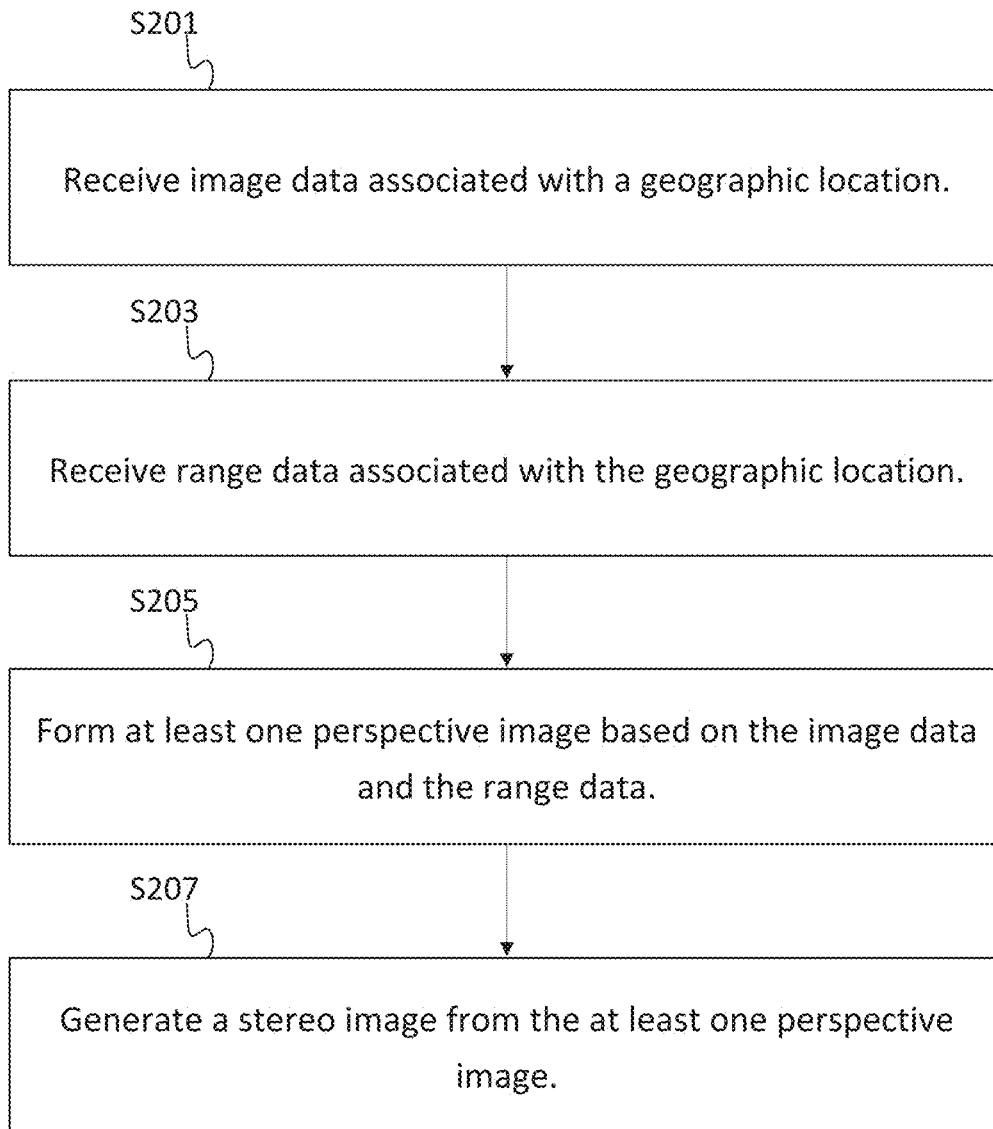 S201
Receive image data associated with a geographic location.
S203
Receive range data associated with the geographic location.
S205
Form at least one perspective image based on the image data
and the range data.
S207
Generate a stereo image from the at least one perspective
image.